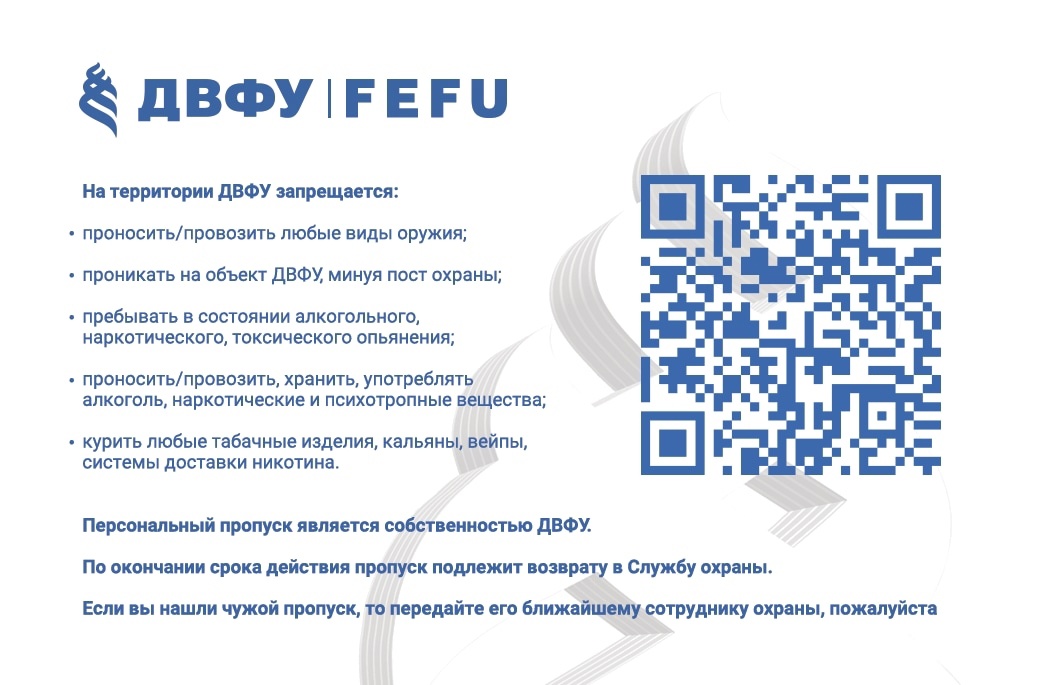 ДВФУ | FEFU
На территории ДВФУ запрещается:
• проносить/провозить любые виды оружия;
• проникать на объект ДВФУ, минуя пост охраны;
• пребывать в состоянии алкогольного,
наркотического, токсического опьянения;
• проносить/провозить, хранить, употреблять
алкоголь, наркотические и психотропные вещества;
• курить любые табачные изделия, кальяны, вейпы,
системы доставки никотина.
Персональный пропуск является собственностью ДВФУ.
По окончании срока действия пропуск подлежит возврату в Службу охраны.
Если вы нашли чужой пропуск, то передайте его ближайшему сотруднику охраны, пожалуйста